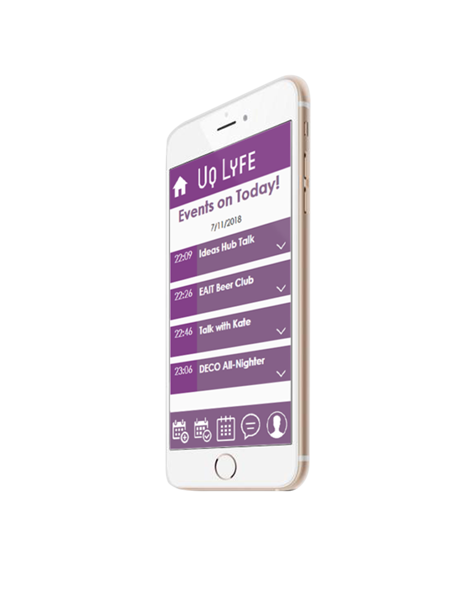 UQ LYFE
Events on Today!
7/11/2018
22:09 Ideas Hub Talk
22:26 EAIT Beer Club
22:46 Talk with Kate
23:06 DECO All-Nighter